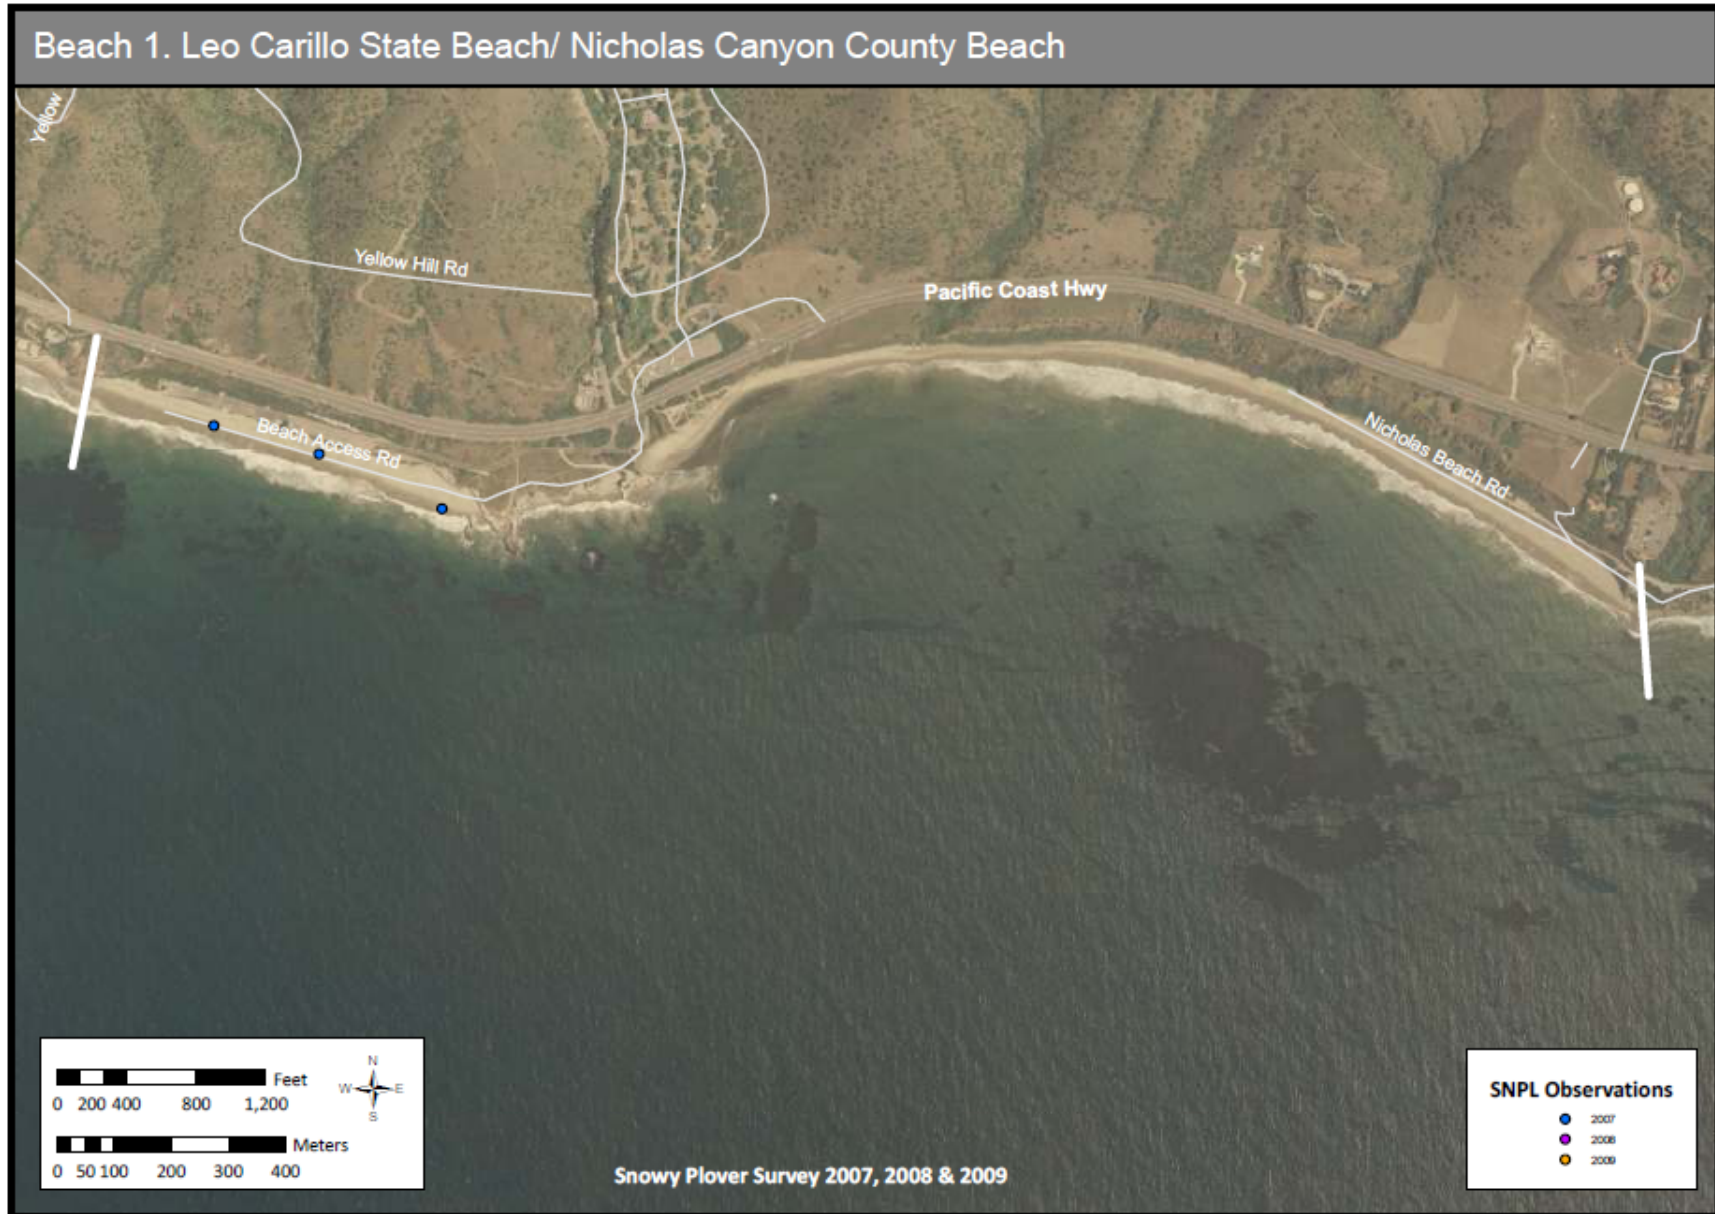 Beach 1. Leo Carillo State Beach/ Nicholas Canyon County Beach
Yellow
Yellow Hill Rd
Pacific Coast Hwy
Beach Access Rd
Nicholas Beach Rd
Feet
0 200 400 800 1,200
Meters
0 50 100 200 300 400
N
W E
S
Snowy Plover Survey 2007, 2008 & 2009
SNPL Observations
2007
2008
2009